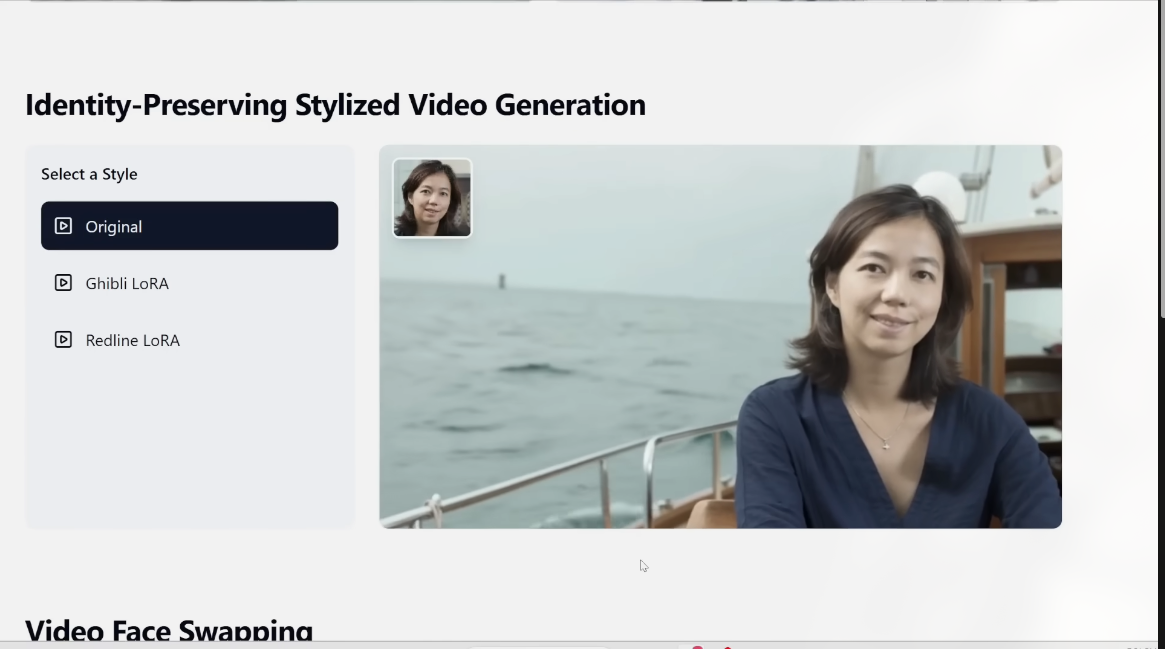 Identity-Preserving Stylized Video Generation
Select a Style
Original
Ghibli LoRA
Redline LoRA
Video Face Swapping